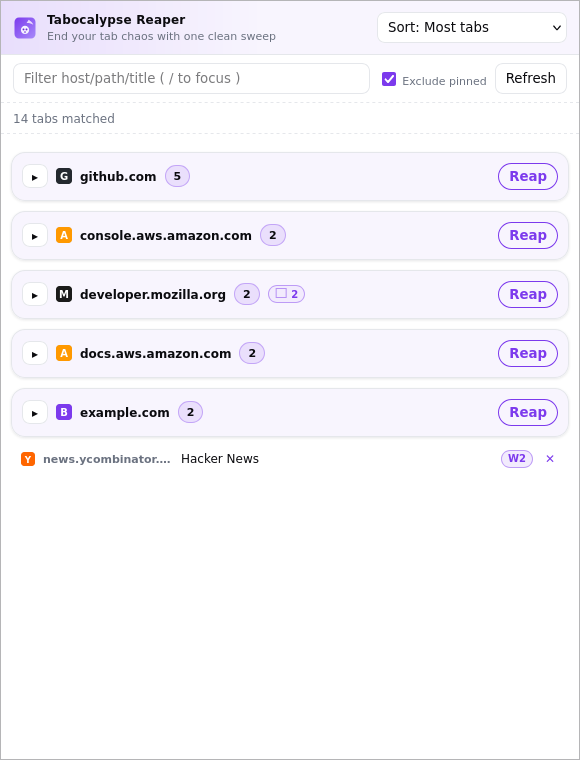 Tabocalypse Reaper
End your tab chaos with one clean sweep
Sort: Most tabs
Filter host/path/title ( / to focus )
Exclude pinned
Refresh
14 tabs matched
G github.com 5 Reap
A console.aws.amazon.com 2 Reap
M developer.mozilla.org 2 2 Reap
A docs.aws.amazon.com 2 Reap
B example.com 2 Reap
Y news.ycombinator.... Hacker News W2 ×